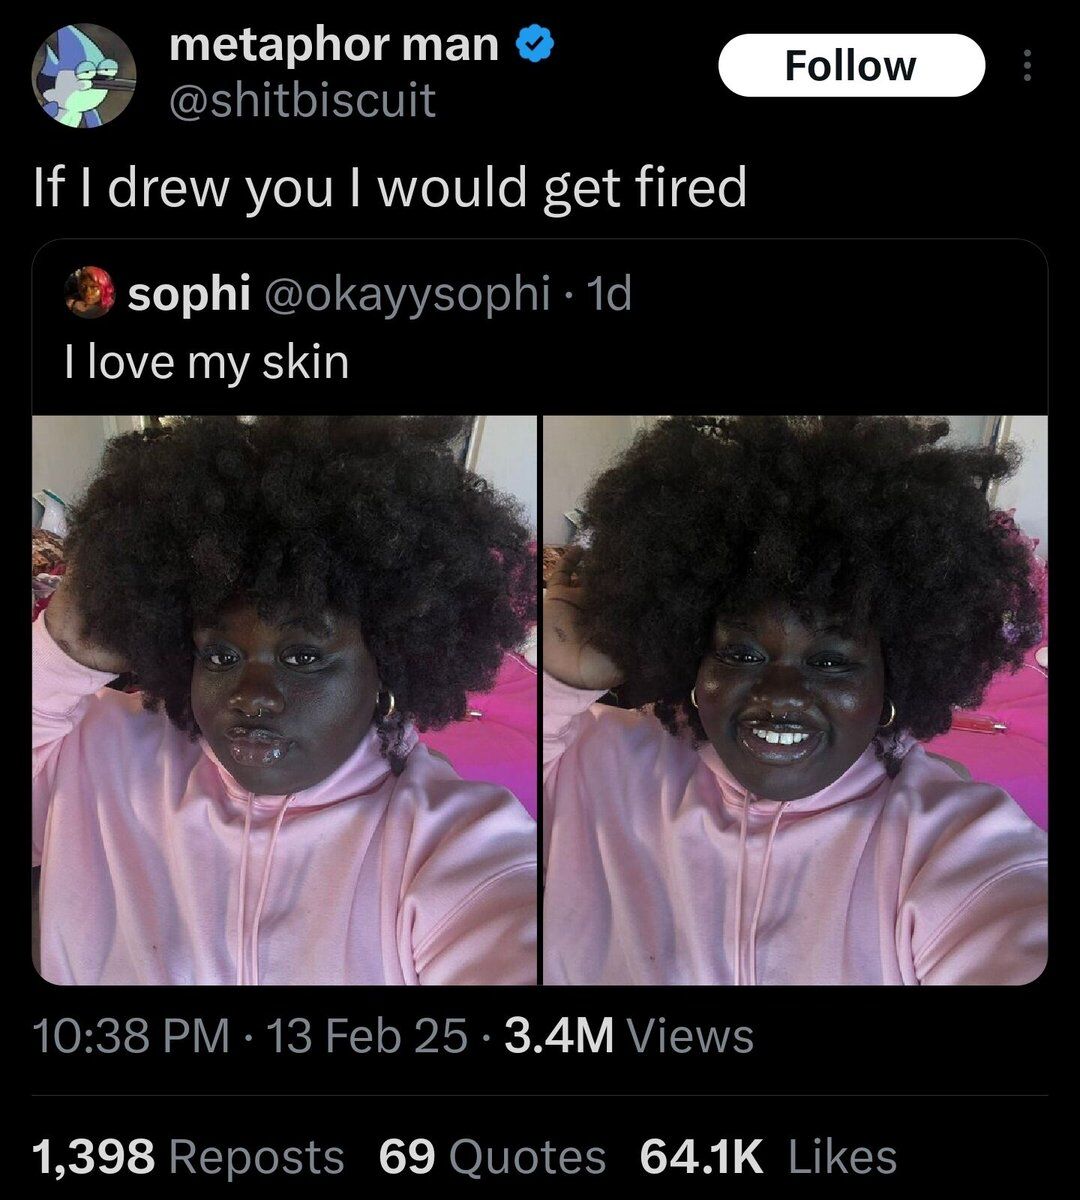 metaphor man
Follow
@shitbiscuit
If I drew you I would get fired
sophi @okayysophi · 1d
I love my skin
10:38 PM · 13 Feb 25 · 3.4M Views
1,398 Reposts 69 Quotes 64.1K Likes